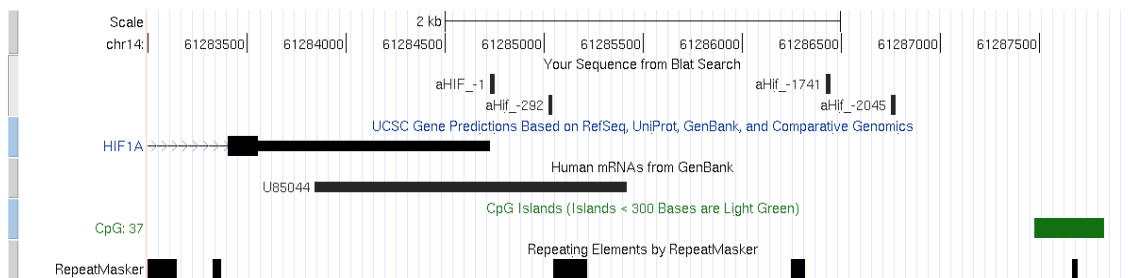 Scale 2 kb
chr14: 61283500 61284000 61284500 61285000 61285500 61286000 61286500 61287000 61287500
Your Sequence from Blat Search
aHIF_-1 aHif_-1741
aHif_-292 aHif_-2045
UCSC Gene Predictions Based on RefSeq, UniProt, GenBank, and Comparative Genomics
HIF1A
Human mRNAs from GenBank
U85044
CpG Islands (Islands < 300 Bases are Light Green)
CpG: 37
Repeating Elements by RepeatMasker
RepeatMasker